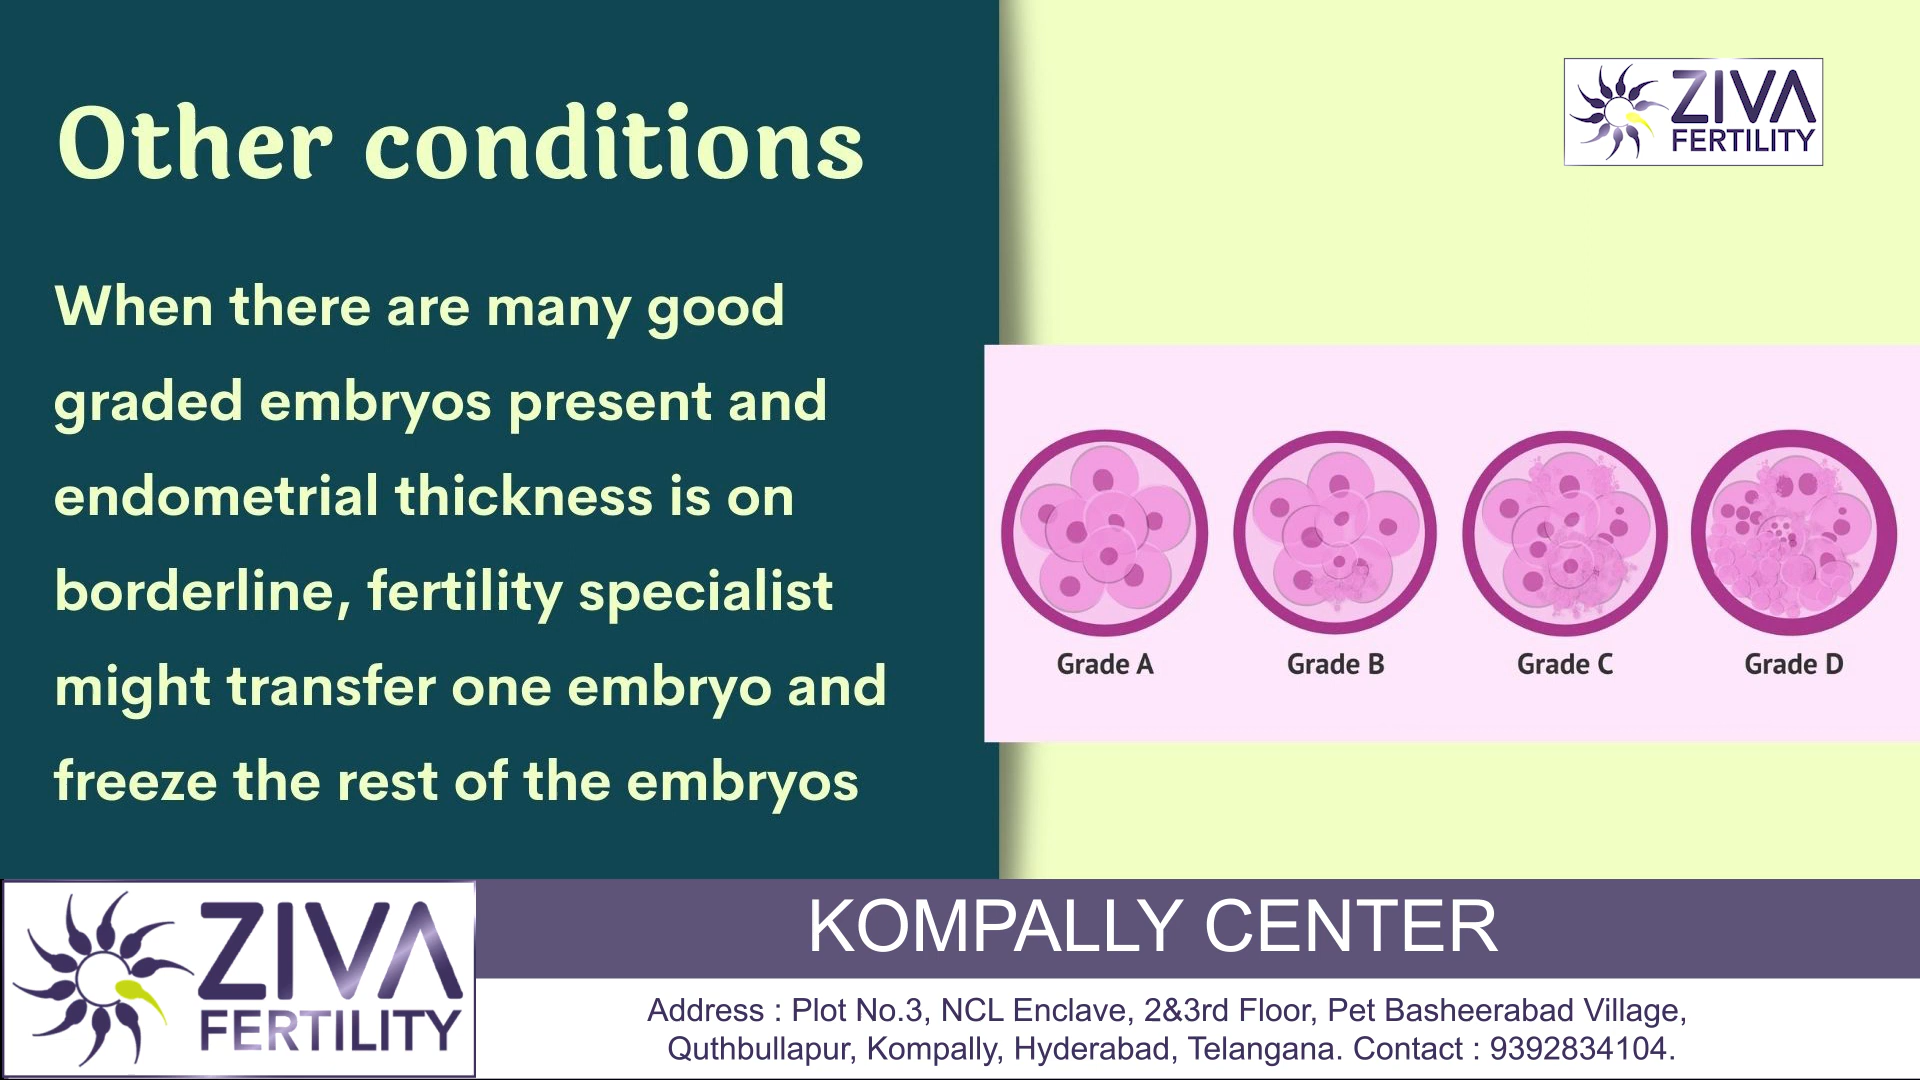 Other conditions
When there are many good
graded embryos present and
endometrial thickness is on
borderline, fertility specialist
might transfer one embryo and
freeze the rest of the embryos
ZIVA
FERTILITY
Grade A
Grade B
Grade C
Grade D
ZIVA
FERTILITY
KOMPALLY CENTER
Address : Plot No.3, NCL Enclave, 2&3rd Floor, Pet Basheerabad Village,
Quthbullapur, Kompally, Hyderabad, Telangana. Contact : 9392834104.